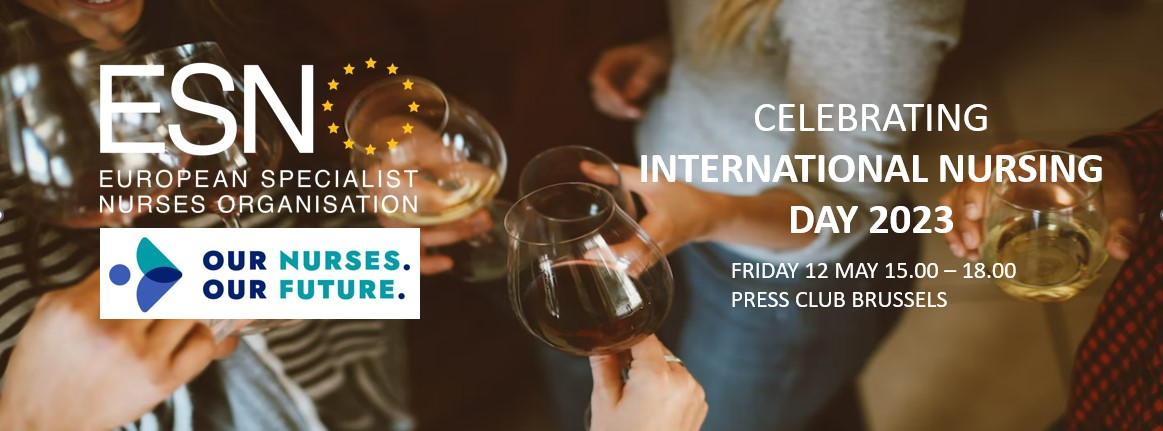 ESNO
EUROPEAN SPECIALIST
NURSES ORGANISATION
OUR NURSES.
OUR FUTURE.
CELEBRATING
INTERNATIONAL NURSING
DAY 2023
FRIDAY 12 MAY 15.00 – 18.00
PRESS CLUB BRUSSELS